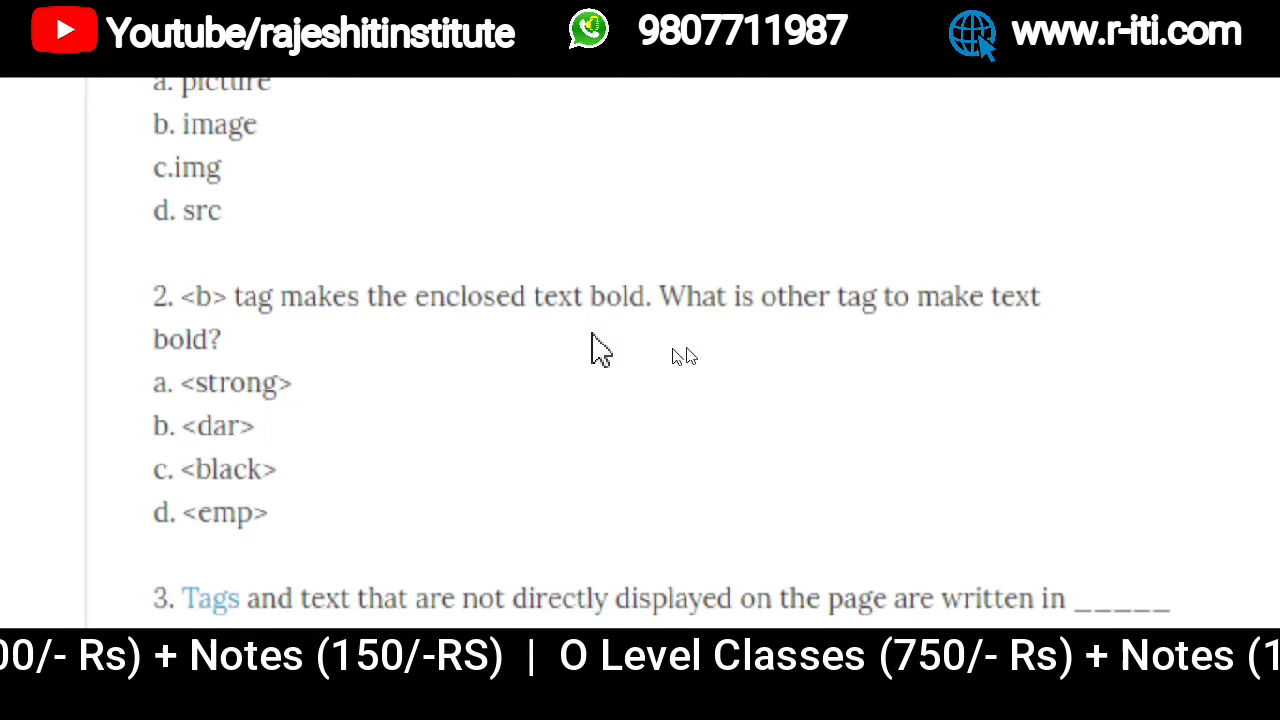 Youtube/rajeshitinstitute 9807711987 www.r-iti.com
a. picture
b. image
c.img
d. src
2. <b> tag makes the enclosed text bold. What is other tag to make text
bold?
a. <strong>
b. <dar>
c. <black>
d. <emp>
3. Tags and text that are not directly displayed on the page are written in _____
00/- Rs) + Notes (150/-RS) | O Level Classes (750/- Rs) + Notes (1